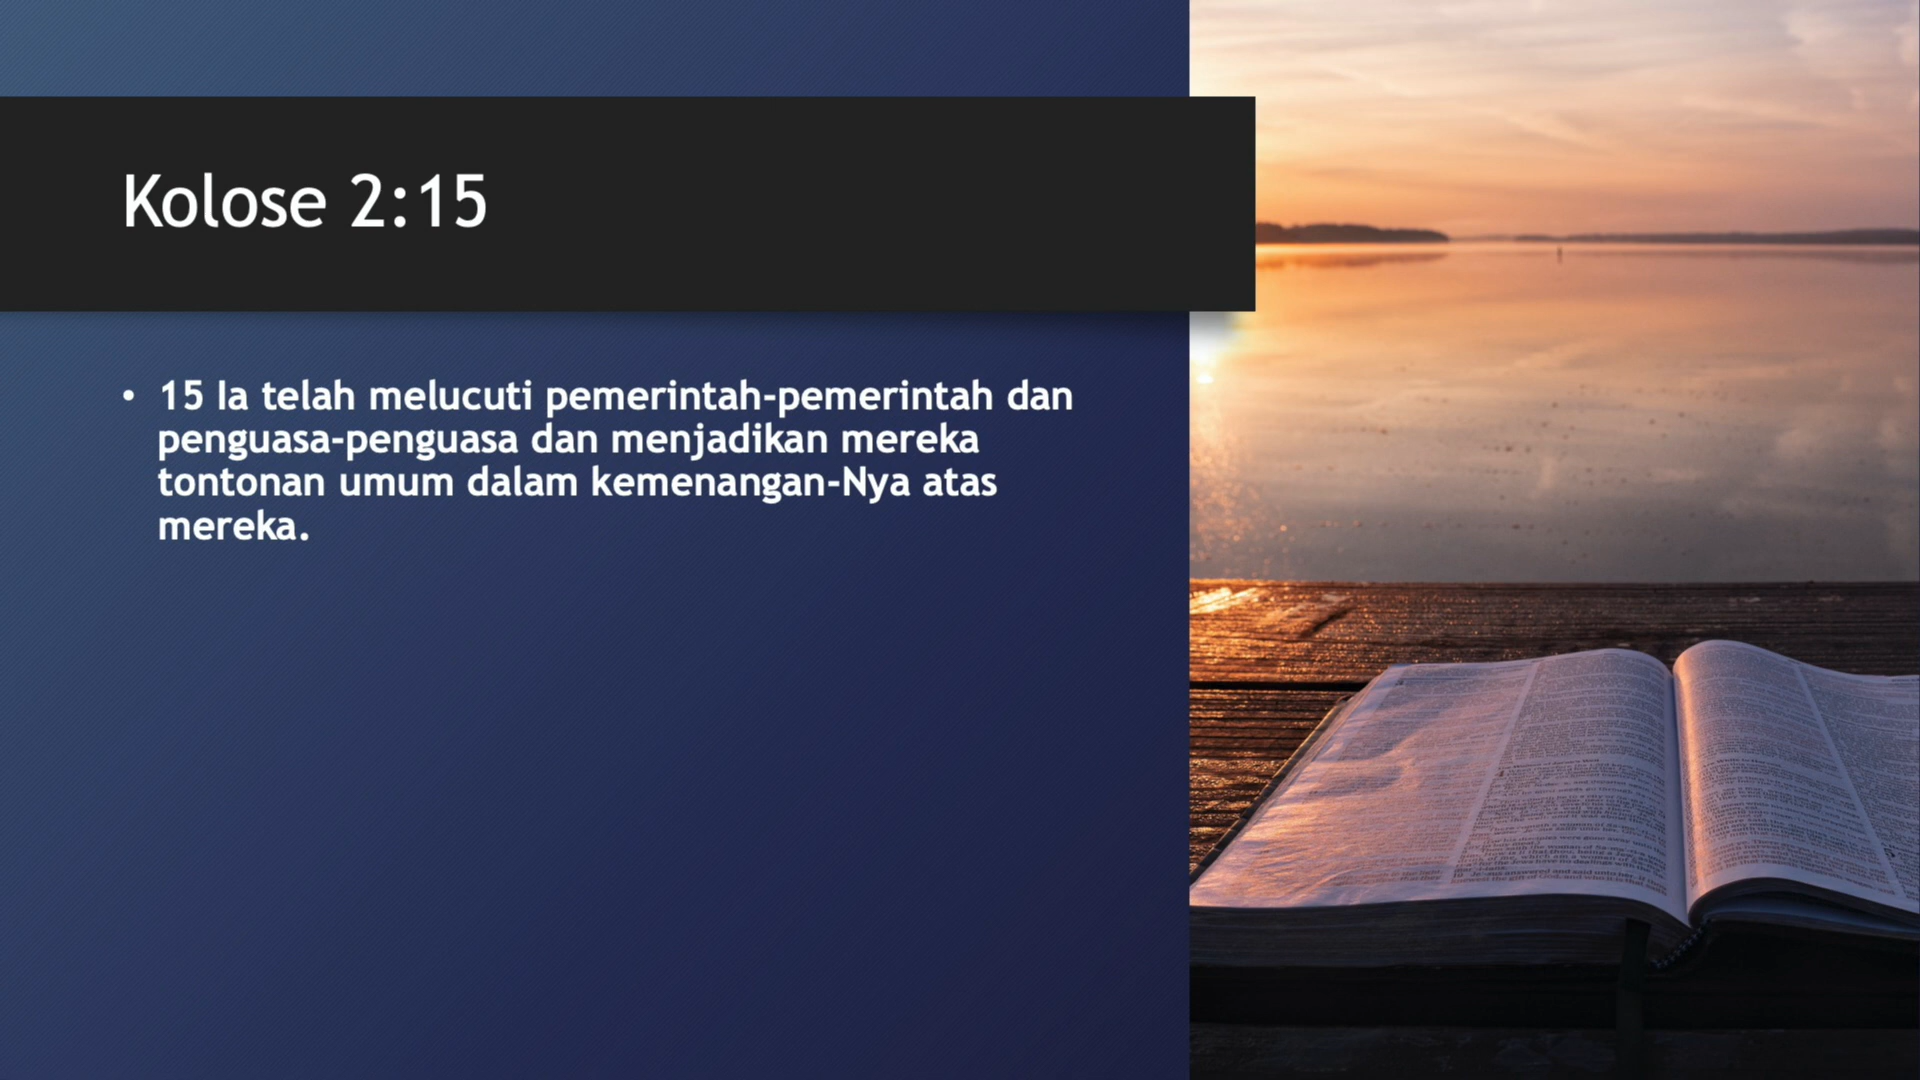 Kolose 2:15
• 15 Ia telah melucuti pemerintah-pemerintah dan
penguasa-penguasa dan menjadikan mereka
tontonan umum dalam kemenangan-Nya atas
mereka.